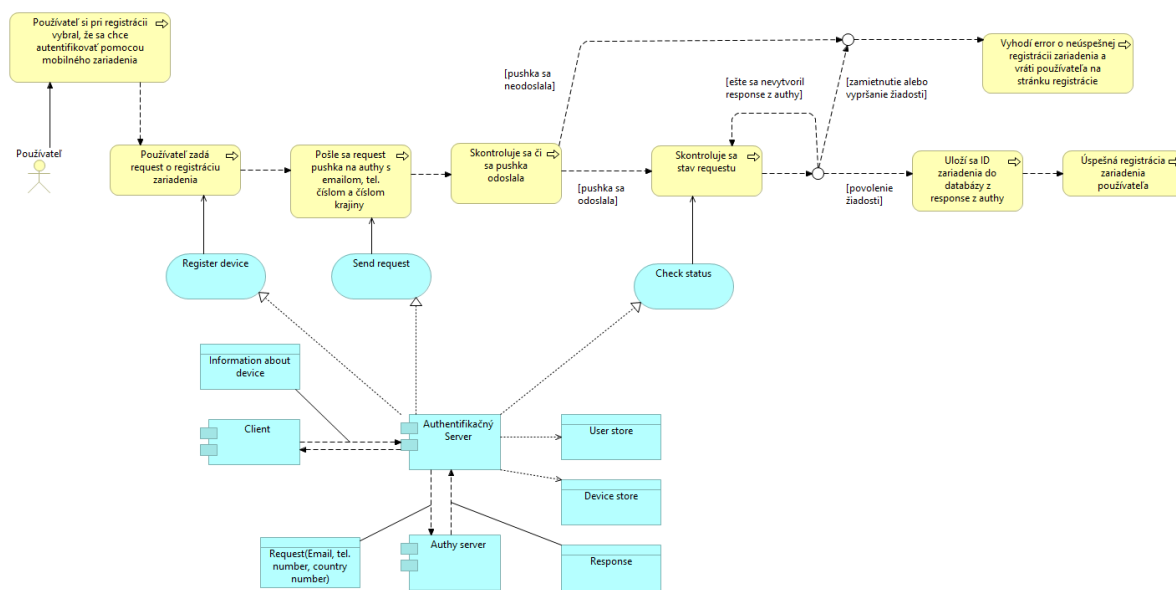 Používateľ si pri registrácii
vybral, že sa chce
autentifikovať pomocou
mobilného zariadenia
Vyhodí error o neúspešnej
registrácii zariadenia a
vráti používateľa na
stránku registrácie
[pushka sa
neodoslala]
[ešte sa nevytvoril
response z authy]
[zamietnutie alebo
vypršanie žiadosti]
Používateľ
Používateľ zadá
request o registráciu
zariadenia
Pošle sa request
pushka na authy s
emailom, tel.
číslom a číslom
krajiny
Skontroluje sa či
sa pushka
odoslala
[pushka sa
odoslala]
Skontroluje sa
stav requestu
[povolenie
žiadosti]
Uloží sa ID
zariadenia do
databázy z
response z authy
Úspešná registrácia
zariadenia
používateľa
Register device
Send request
Check status
Information about
device
Client
Authentifikačný
Server
User store
Device store
Request(Email, tel.
number, country
number)
Authy server
Response